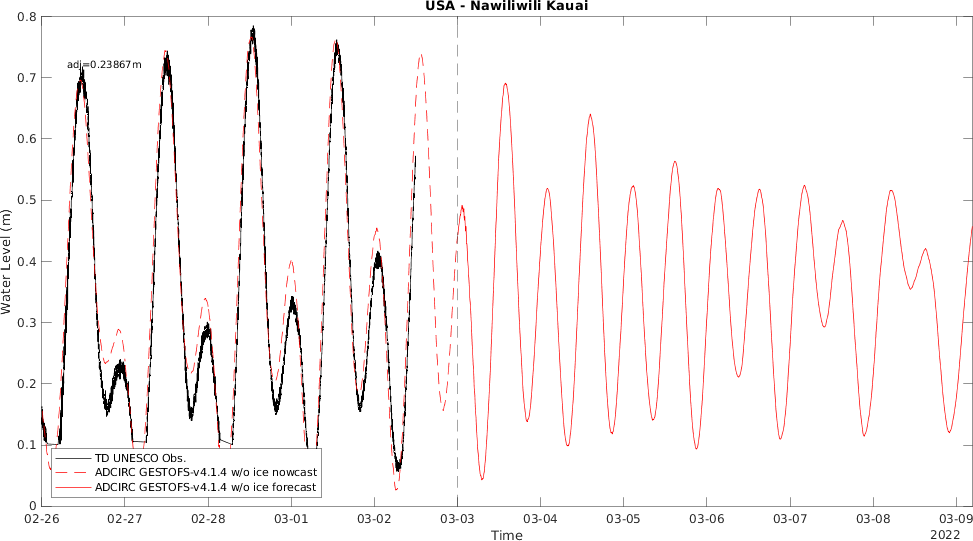 USA - Nawiliwili Kauai
0.8
0.7
0.6
0.5
0.4
0.3
0.2
0.1
0
Water Level (m)
adj=0.23867m
TD UNESCO Obs.
ADCIRC GESTOFS-v4.1.4 w/o ice nowcast
ADCIRC GESTOFS-v4.1.4 w/o ice forecast
02-26 02-27 02-28 03-01 03-02 03-03 03-04 03-05 03-06 03-07 03-08 03-09
Time
2022